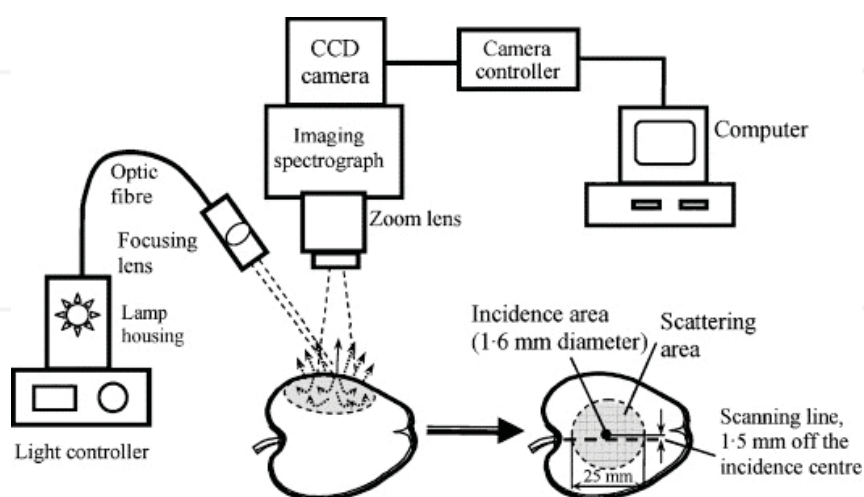 CCD
camera
Camera
controller
Computer
Imaging
spectrograph
Optic
fibre
Zoom lens
Focusing
lens
Lamp
housing
Light controller
Incidence area
(1·6 mm diameter)
Scattering
area
Scanning line,
1·5 mm off the
incidence centre
25 mm